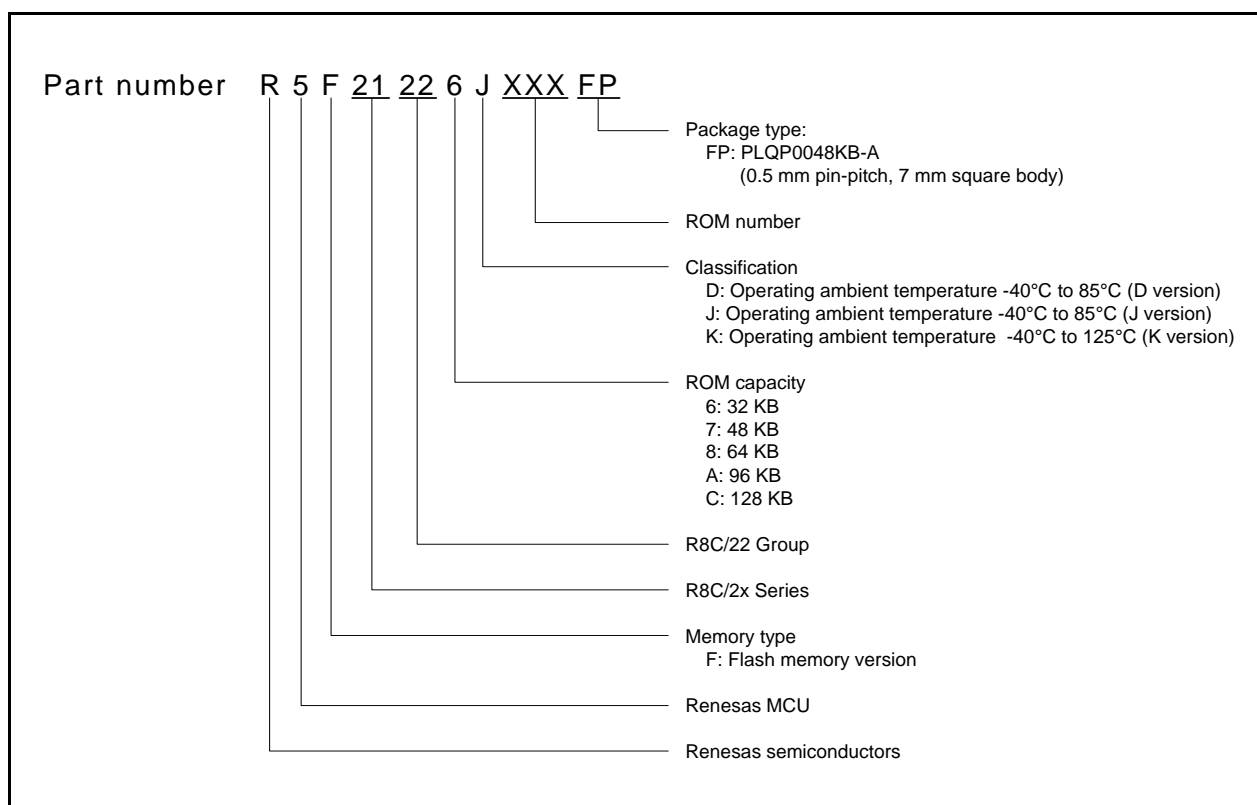 Part number R 5 F 21 22 6 J XXX FP
Package type:
FP: PLQP0048KB-A
(0.5 mm pin-pitch, 7 mm square body)
ROM number
Classification
D: Operating ambient temperature -40°C to 85°C (D version)
J: Operating ambient temperature -40°C to 85°C (J version)
K: Operating ambient temperature -40°C to 125°C (K version)
ROM capacity
6: 32 KB
7: 48 KB
8: 64 KB
A: 96 KB
C: 128 KB
R8C/22 Group
R8C/2x Series
Memory type
F: Flash memory version
Renesas MCU
Renesas semiconductors